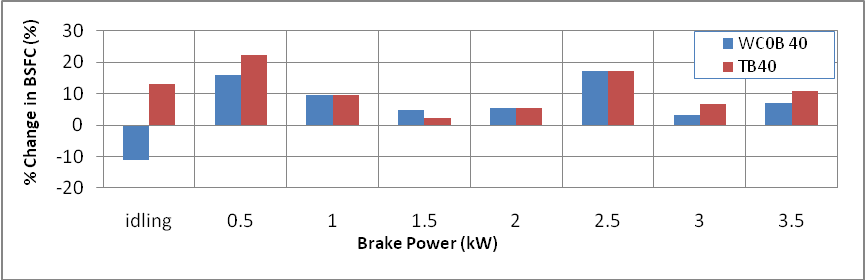 % Change in BSFC (%)
30
20
10
0
-10
-20
WC0B 40
TB40
idling 0.5 1 1.5 2 2.5 3 3.5
Brake Power (kW)